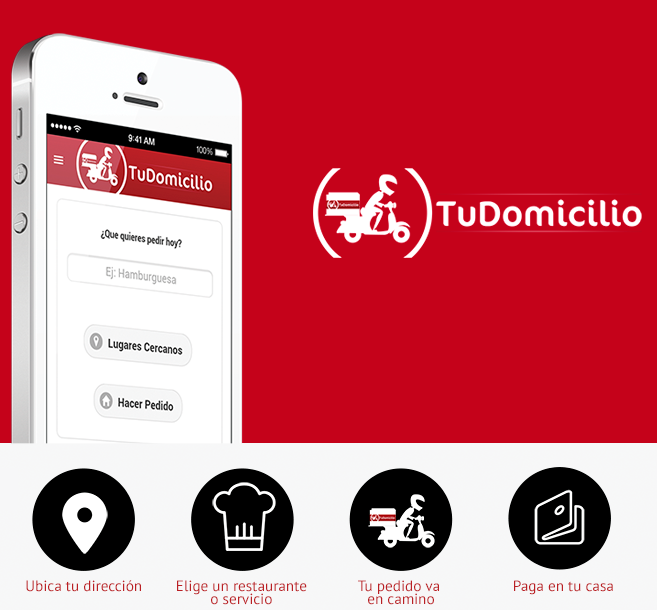 9:41 AM
100%
TuDomicilio
¿Que quieres pedir hoy?
Ej: Hamburguesa
Lugares Cercanos
Hacer Pedido
TuDomicilio
Ubica tu dirección
Elige un restaurante
o servicio
Tu pedido va
en camino
Paga en tu casa